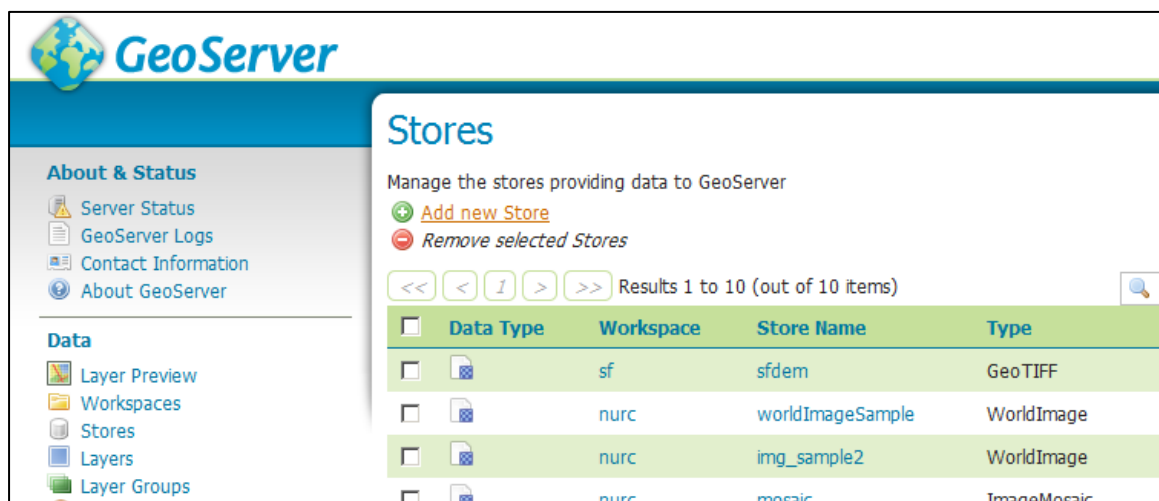 GeoServer
Stores
Manage the stores providing data to GeoServer
Add new Store
Remove selected Stores
<< < 1 > >> Results 1 to 10 (out of 10 items)
Data Type Workspace Store Name Type
sf sfdem GeoTIFF
nurc worldImageSample WorldImage
nurc img_sample2 WorldImage
nurc mosaic ImageMosaic
About & Status
Server Status
GeoServer Logs
Contact Information
About GeoServer
Data
Layer Preview
Workspaces
Stores
Layers
Layer Groups